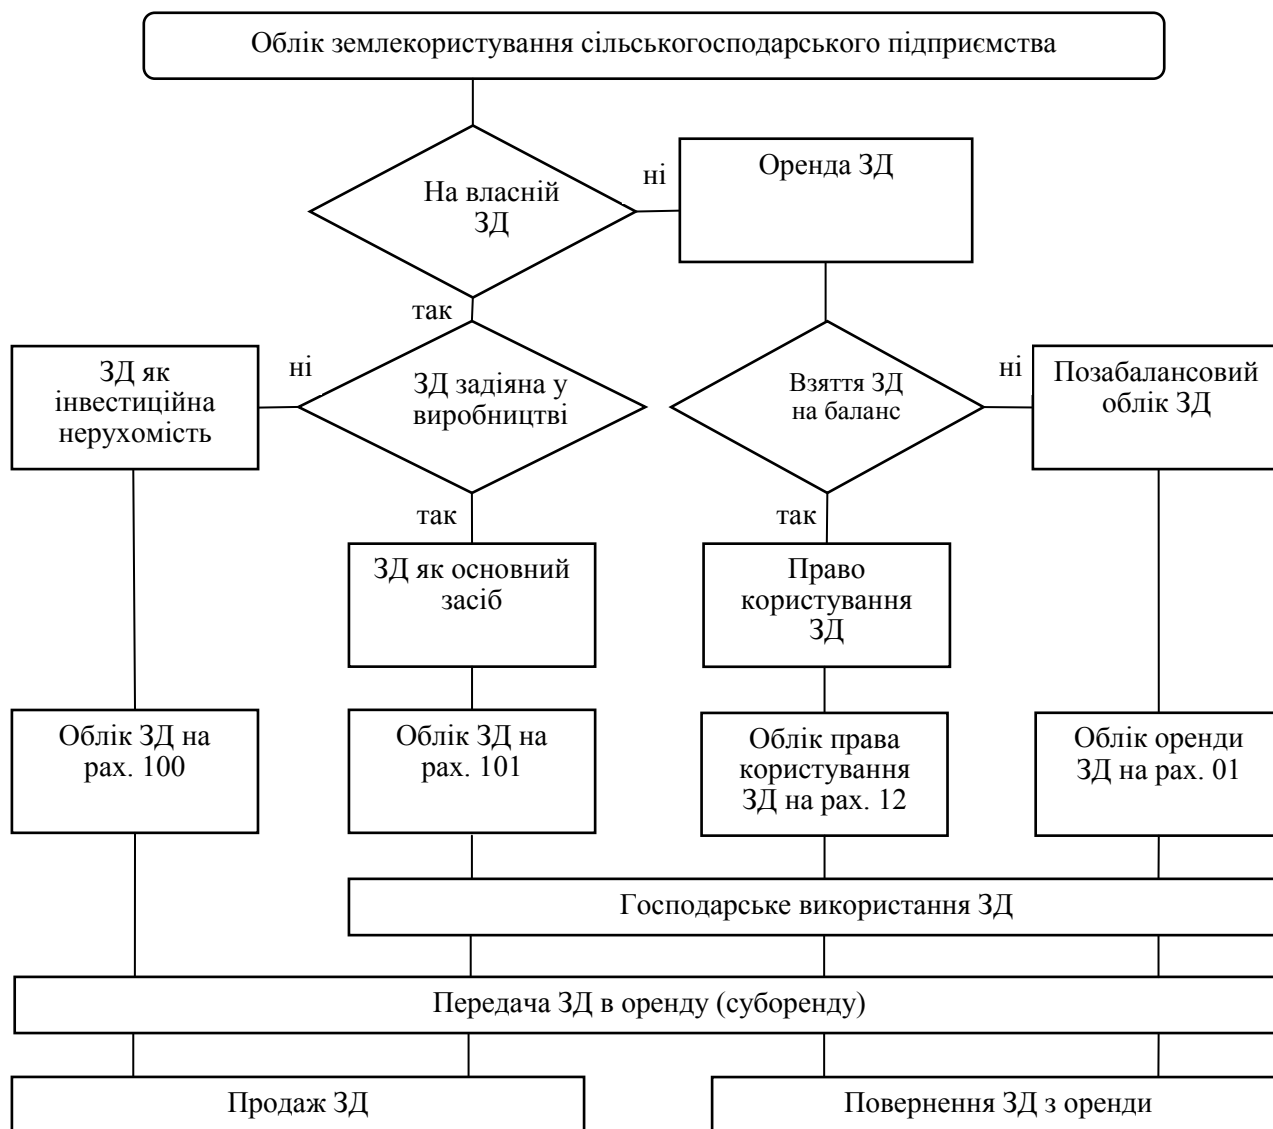 Облік землекористування сільськогосподарського підприємства
На власній
ЗД
ні
Оренда ЗД
так
ЗД як
інвестиційна
нерухомість
ні
ЗД задіяна у
виробництві
Взяття ЗД
на баланс
ні
Позабалансовий
облік ЗД
так
так
ЗД як основний
засіб
Право
користування
ЗД
Облік ЗД на
рах. 100
Облік ЗД на
рах. 101
Облік права
користування
ЗД на рах. 12
Облік оренди
ЗД на рах. 01
Господарське використання ЗД
Передача ЗД в оренду (суборенду)
Продаж ЗД
Повернення ЗД з оренди